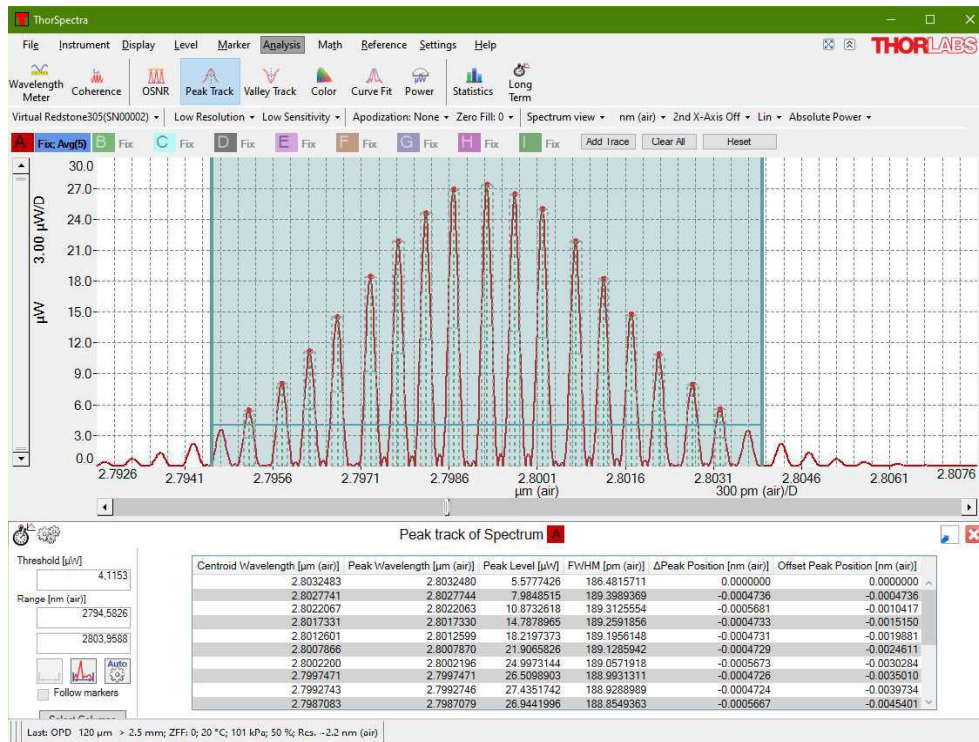 ThorSpectra
File Instrument Display Level Marker Analysis Math Reference Settings Help
THORLABS
Wavelength Meter Coherence OSNR Peak Track Valley Track Color Curve Fit Power Statistics Long Term
Virtual Redstone305(SN00002) Low Resolution Low Sensitivity Apodization: None Zero Fill: 0 Spectrum view nm (air) 2nd X-Axis Off Lin Absolute Power
A Fix; Avg(5) B Fix C Fix D Fix E Fix F Fix G Fix H Fix I Fix Add Trace Clear All Reset
3.00 µW/D
µW
30.0
27.0
24.0
21.0
18.0
15.0
12.0
9.0
6.0
3.0
0.0
2.7926 2.7941 2.7956 2.7971 2.7986 2.8001 2.8016 2.8031 2.8046 2.8061 2.8076
µm (air) 300 pm (air)/D
Peak track of Spectrum A
Threshold [µW]
4,1153
Range [nm (air)]
2794,5826
2803,9588
Auto
Follow markers
Select Columns
Centroid Wavelength [µm (air)] Peak Wavelength [µm (air)] Peak Level [µW] FWHM [pm (air)] ΔPeak Position [nm (air)] Offset Peak Position [nm (air)]
2.8032483 2.8032480 5.5777426 186.4815711 0.0000000 0.0000000
2.8027741 2.8027744 7.9848515 189.3989369 -0.0004736 -0.0004736
2.8022067 2.8022063 10.8732618 189.3125554 -0.0005681 -0.0010417
2.8017331 2.8017330 14.7878965 189.2591856 -0.0004733 -0.0015150
2.8012601 2.8012599 18.2197373 189.1956148 -0.0004731 -0.0019881
2.8007866 2.8007870 21.9065826 189.1285942 -0.0004729 -0.0024611
2.8002200 2.8002196 24.9973144 189.0571918 -0.0005673 -0.0030284
2.7997471 2.7997471 26.5098903 188.9931311 -0.0004726 -0.0035010
2.7992743 2.7992746 27.4351742 188.9288989 -0.0004724 -0.0039734
2.7987083 2.7987079 26.9441996 188.8549363 -0.0005667 -0.0045401
Last: OPD 120 µm > 2.5 mm; ZFF: 0; 20 °C; 101 kPa; 50 %; Res. ~2.2 nm (air)